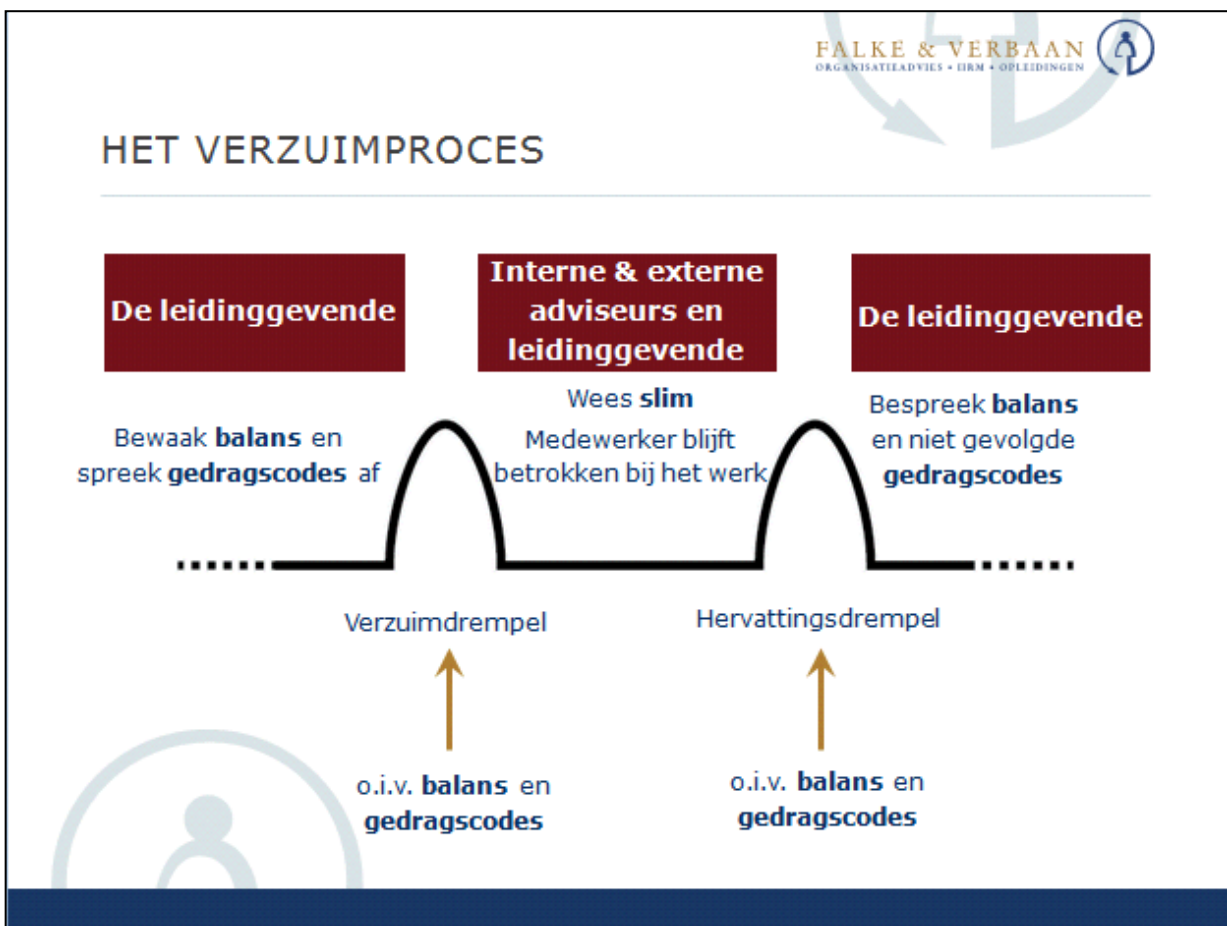 FALKE & VERBAAN
ORGANISATIEADVIES • HRM • OPLEIDINGEN
HET VERZUIMPROCES
De leidinggevende
Interne & externe
adviseurs en
leidinggevende
De leidinggevende
Bewaak balans en
spreek gedragscodes af
Wees slim
Medewerker blijft
betrokken bij het werk
Bespreek balans
en niet gevolgde
gedragscodes
Verzuimdrempel
Hervattingsdrempel
o.i.v. balans en
gedragscodes
o.i.v. balans en
gedragscodes